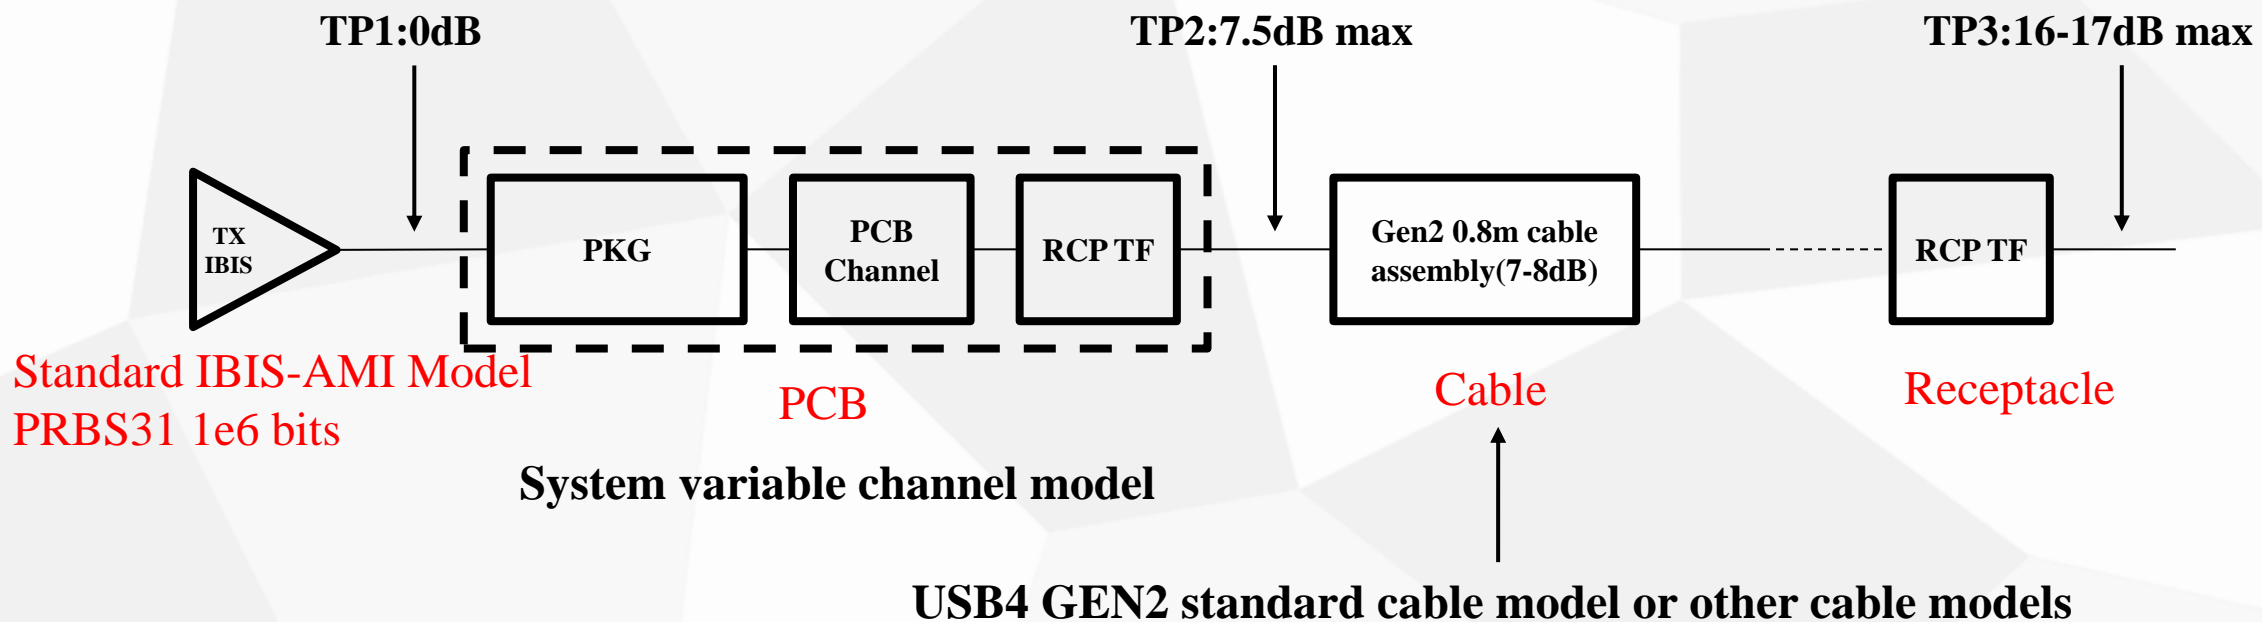 TP1:0dB
TP2:7.5dB max
TP3:16-17dB max
TX
IBIS
PKG
PCB
Channel
RCP TF
Gen2 0.8m cable
assembly(7-8dB)
RCP TF
Standard IBIS-AMI Model
PRBS31 1e6 bits
PCB
Cable
Receptacle
System variable channel model
USB4 GEN2 standard cable model or other cable models